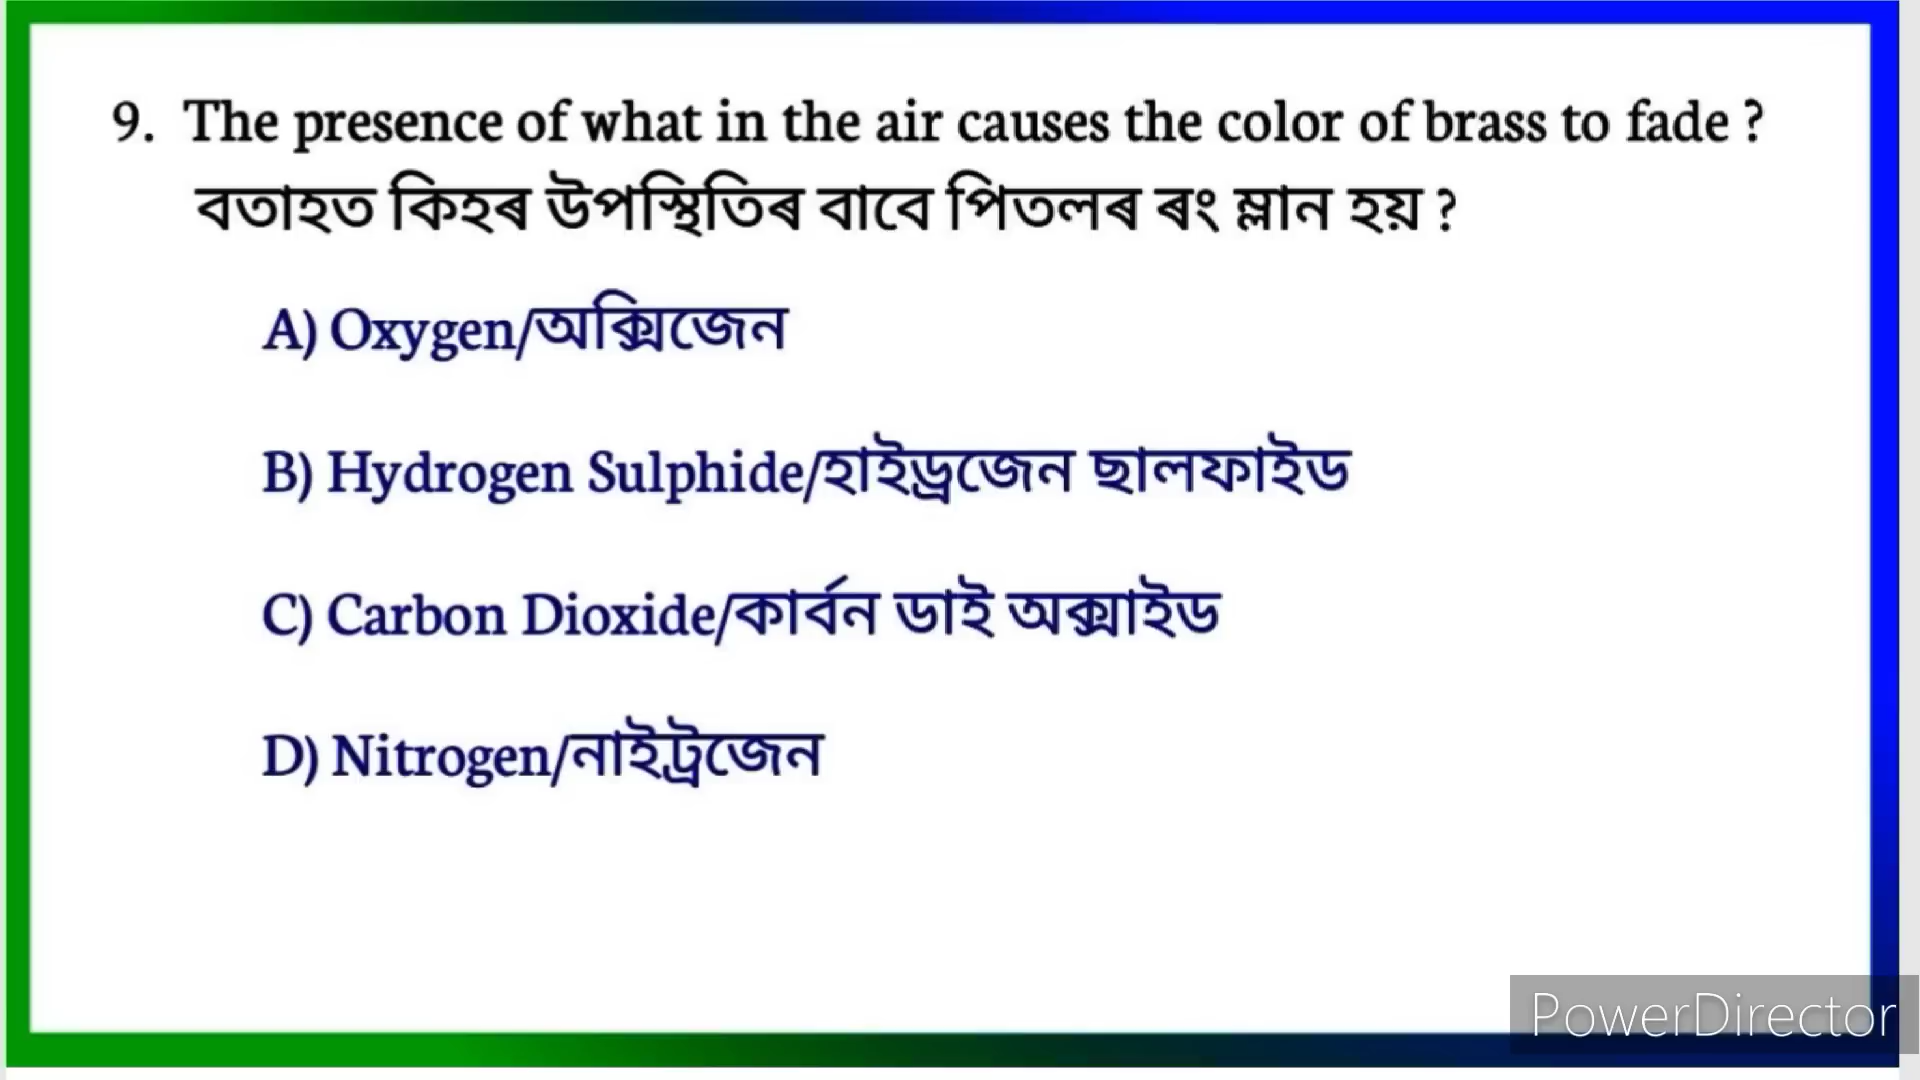 9. The presence of what in the air causes the color of brass to fade ?
বতাহত কিহৰ উপস্থিতিৰ বাবে পিতলৰ ৰং ম্লান হয় ?
A) Oxygen/অক্সিজেন
B) Hydrogen Sulphide/হাইড্ৰজেন ছালফাইড
C) Carbon Dioxide/কাৰ্বন ডাই অক্সাইড
D) Nitrogen/নাইট্ৰজেন
PowerDirector